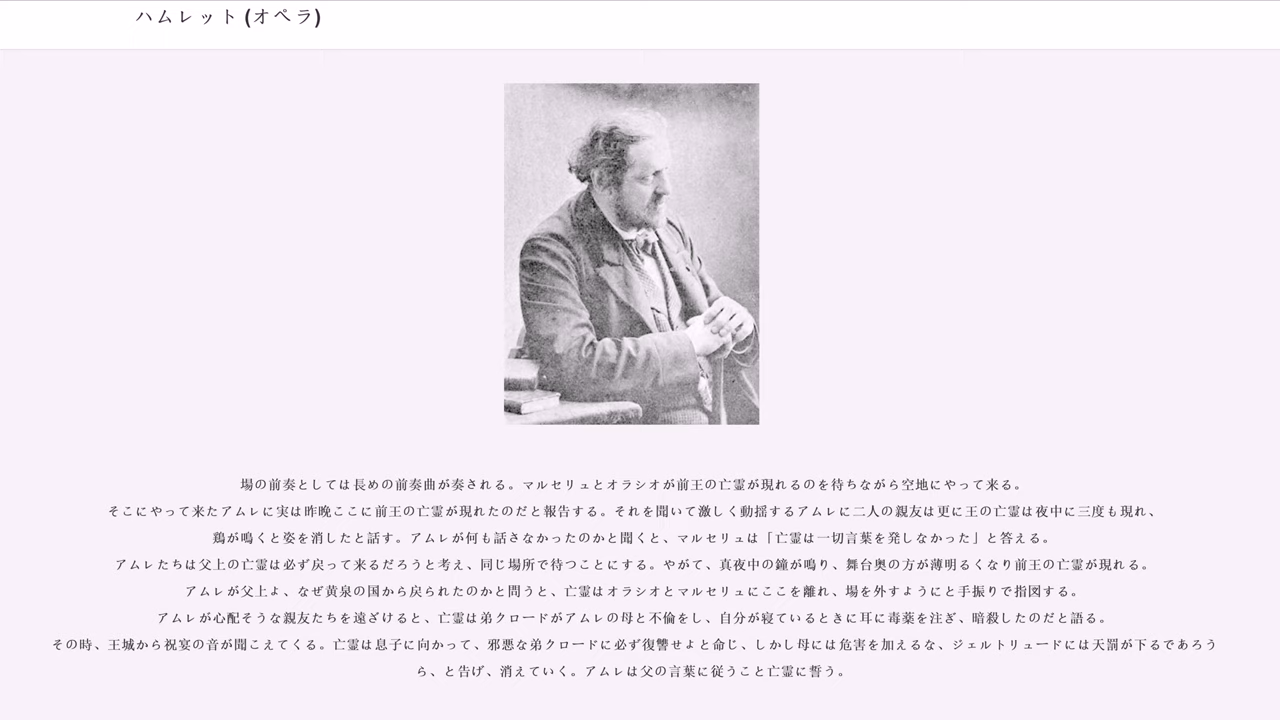 ハムレット (オペラ)
場の前奏としては長めの前奏曲が奏される。マルセリュとオラシオが前王の亡霊が現れるのを待ちながら空地にやって来る。
そこにやって来たアムレに実は昨晩ここに前王の亡霊が現れたのだと報告する。それを聞いて激しく動揺するアムレに二人の親友は更に王の亡霊は夜中に三度も現れ、
鶏が鳴くと姿を消したと話す。アムレが何も話さなかったのかと聞くと、マルセリュは「亡霊は一切言葉を発しなかった」と答える。
アムレたちは父上の亡霊は必ず戻って来るだろうと考え、同じ場所で待つことにする。やがて、真夜中の鐘が鳴り、舞台奥の方が薄明るくなり前王の亡霊が現れる。
アムレが父上よ、なぜ黄泉の国から戻られたのかと問うと、亡霊はオラシオとマルセリュにここを離れ、場を外すようにと手振りで指図する。
アムレが心配そうな親友たちを遠ざけると、亡霊は弟クロードがアムレの母と不倫をし、自分が寝ているときに耳に毒薬を注ぎ、暗殺したのだと語る。
その時、王城から祝宴の音が聞こえてくる。亡霊は息子に向かって、邪悪な弟クロードに必ず復讐せよと命じ、しかし母には危害を加えるな、ジェルトリュードには天罰が下るであろう
ら、と告げ、消えていく。アムレは父の言葉に従うこと亡霊に誓う。